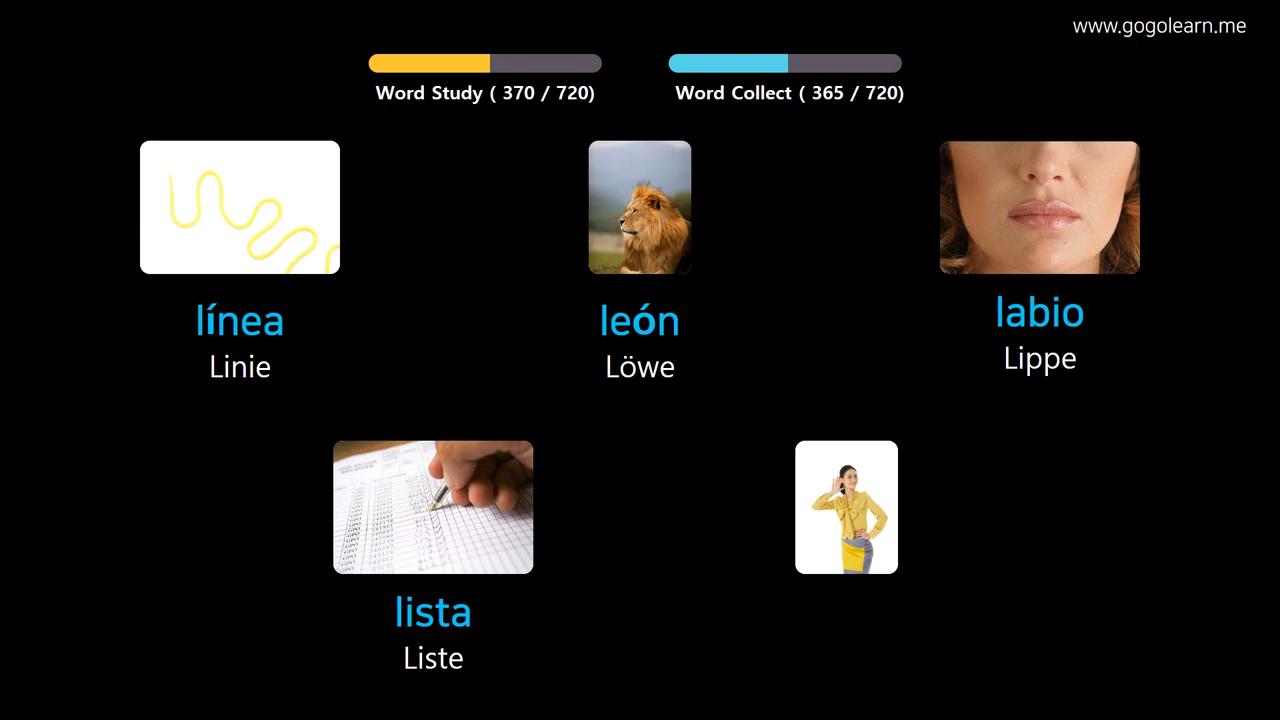 www.gogolearn.me
Word Study ( 370 / 720)
Word Collect ( 365 / 720)
línea
Linie
león
Löwe
labio
Lippe
lista
Liste